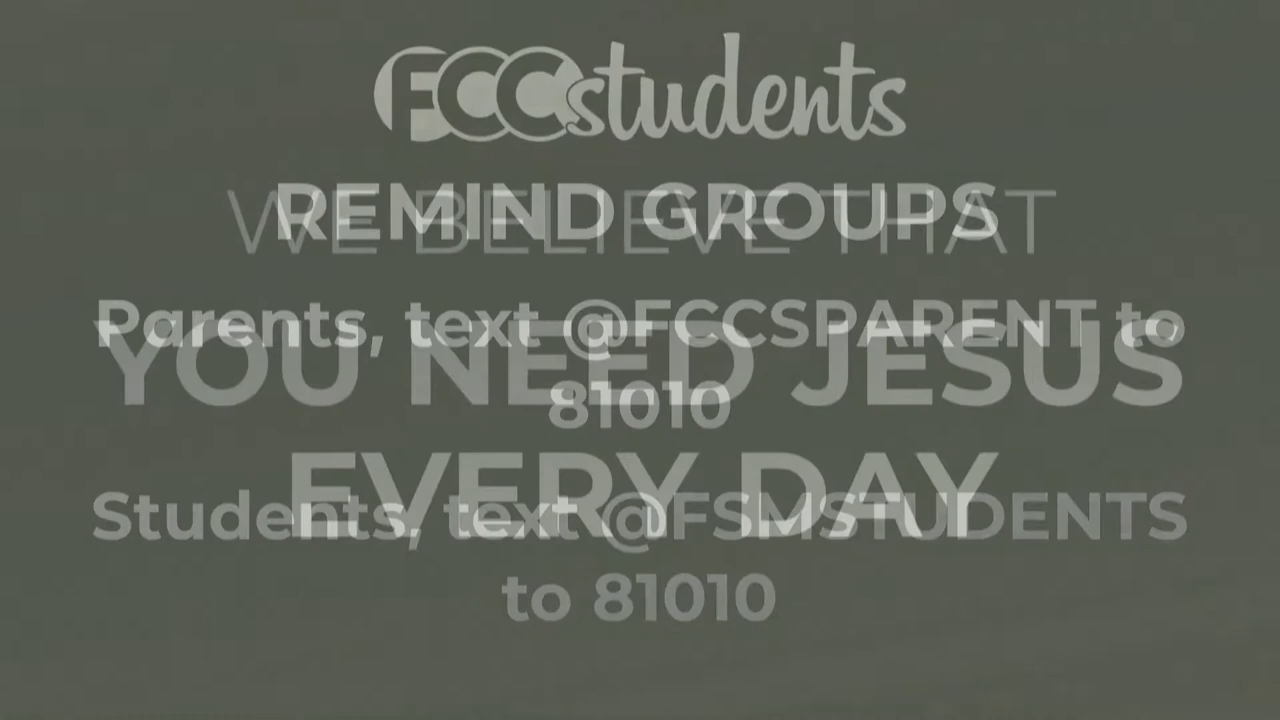 FCCstudents
REMIND GROUPS
WE BELIEVE THAT
Parents, text @FCCSPARENT to
81010
YOU NEED JESUS
EVERY DAY
Students, text @FSMSTUDENTS
to 81010